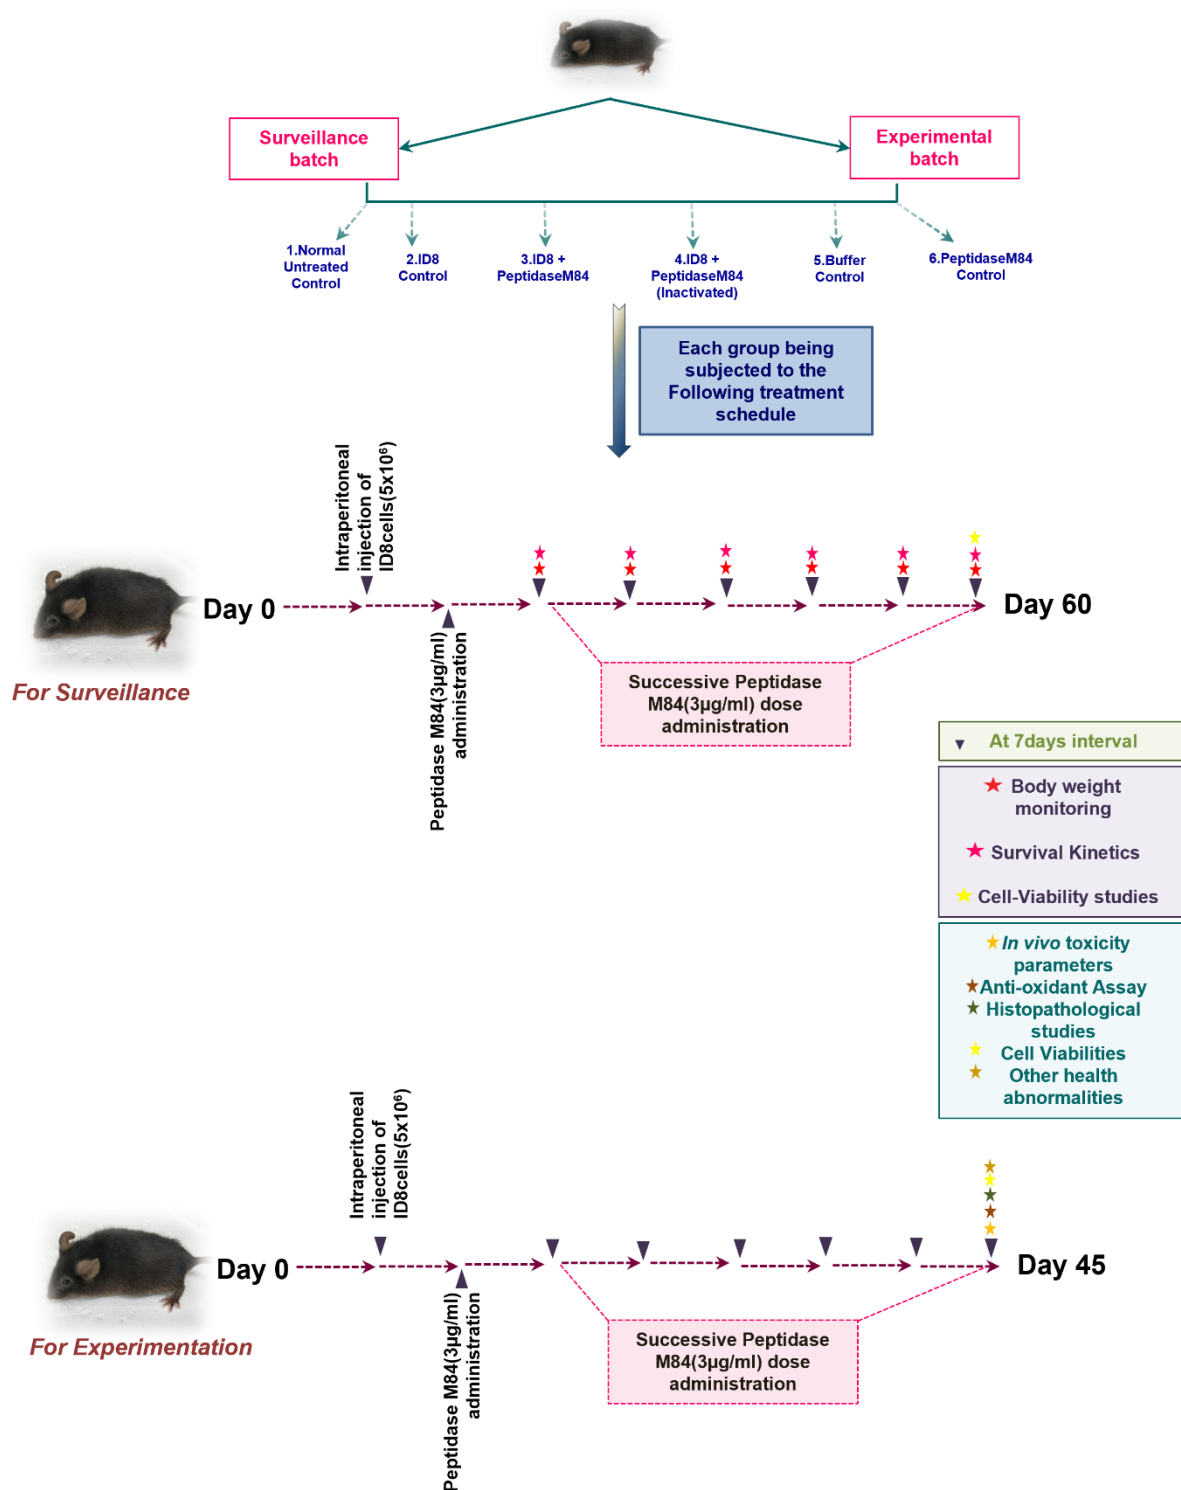 Surveillance
batch
Experimental
batch
1.Normal
Untreated
Control
2.ID8
Control
3.ID8 +
PeptidaseM84
4.ID8 +
PeptidaseM84
(Inactivated)
5.Buffer
Control
6.PeptidaseM84
Control
Each group being
subjected to the
Following treatment
schedule
Intraperitoneal
injection of
ID8cells(5x10⁶)
Day 0
Day 60
For Surveillance
Peptidase M84(3µg/ml)
administration
Successive Peptidase
M84(3µg/ml) dose
administration
At 7days interval
Body weight
monitoring
Survival Kinetics
Cell-Viability studies
In vivo toxicity
parameters
Anti-oxidant Assay
Histopathological
studies
Cell Viabilities
Other health
abnormalities
Intraperitoneal
injection of
ID8cells(5x10⁶)
Day 0
Day 45
For Experimentation
Peptidase M84(3µg/ml)
administration
Successive Peptidase
M84(3µg/ml) dose
administration